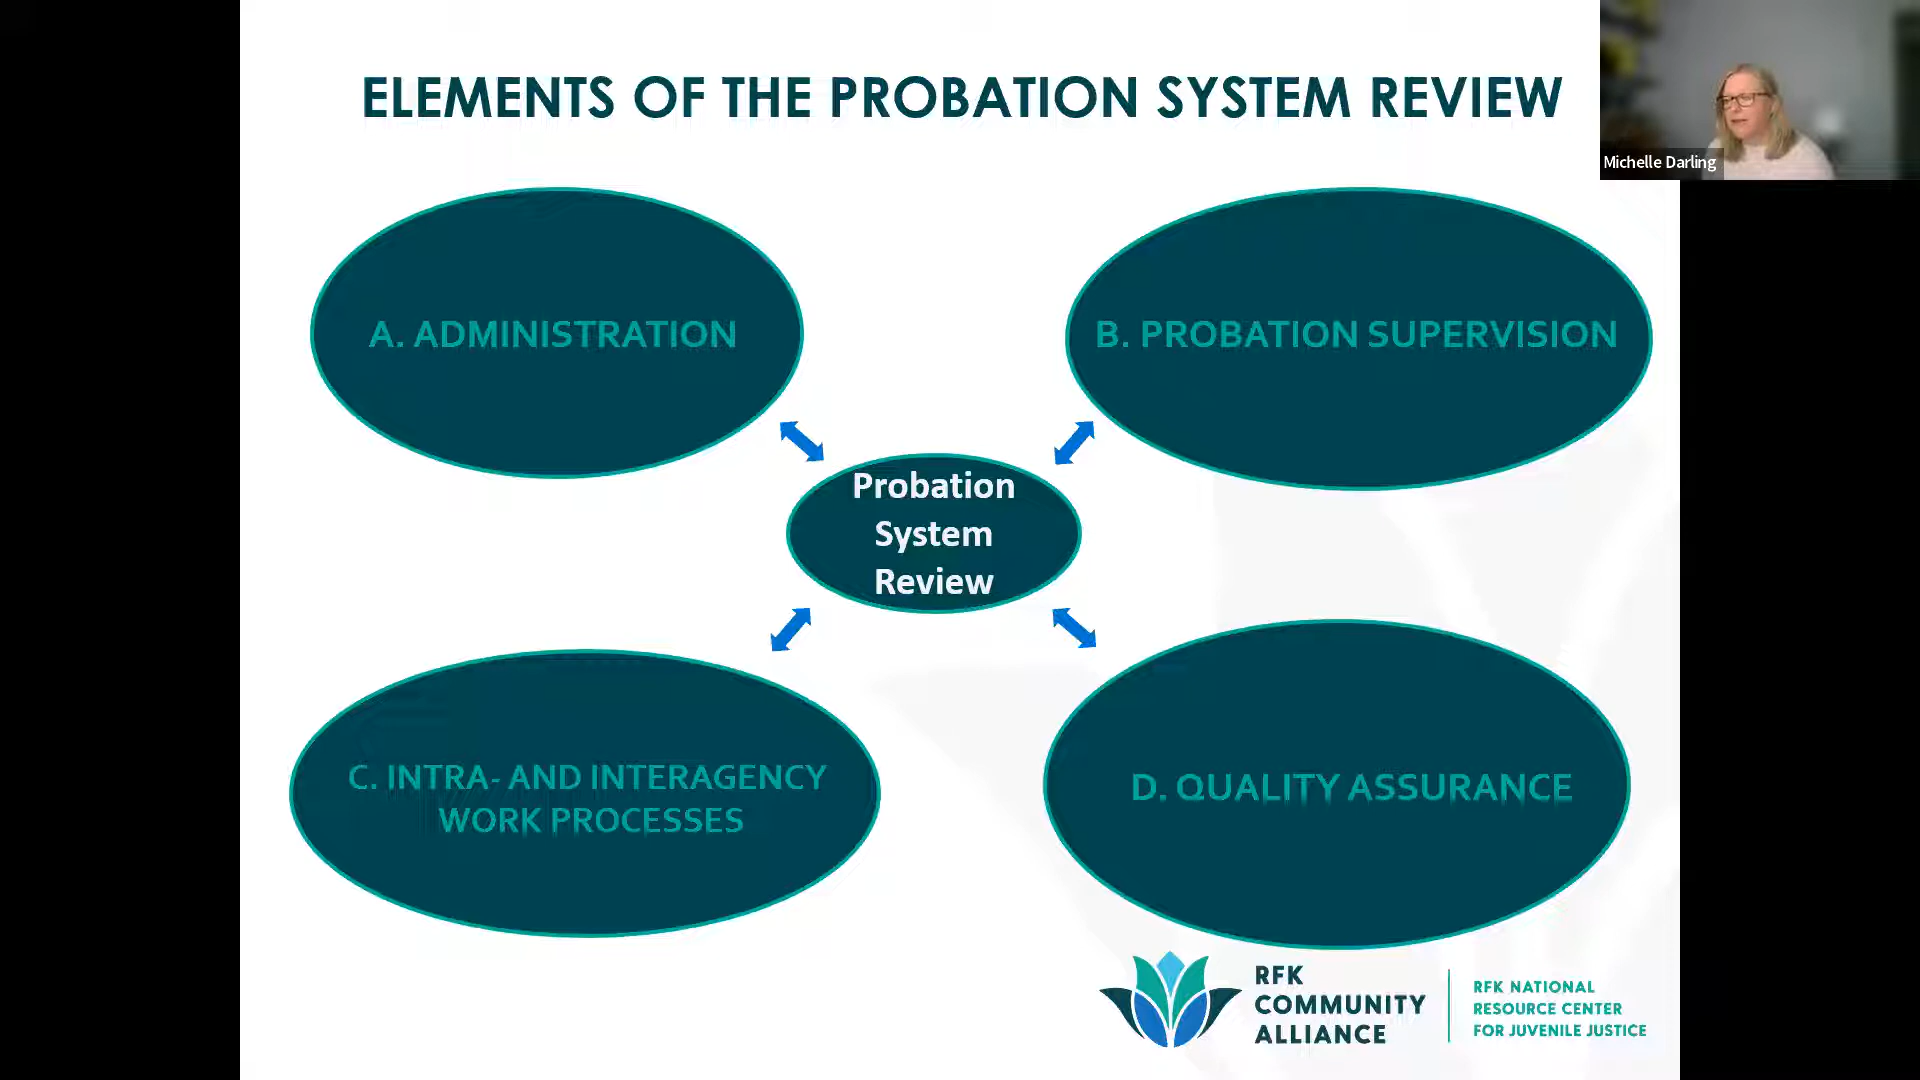 ELEMENTS OF THE PROBATION SYSTEM REVIEW
Michelle Darling
A. ADMINISTRATION
B. PROBATION SUPERVISION
Probation
System
Review
C. INTRA- AND INTERAGENCY
WORK PROCESSES
D. QUALITY ASSURANCE
RFK
COMMUNITY
ALLIANCE
RFK NATIONAL
RESOURCE CENTER
FOR JUVENILE JUSTICE